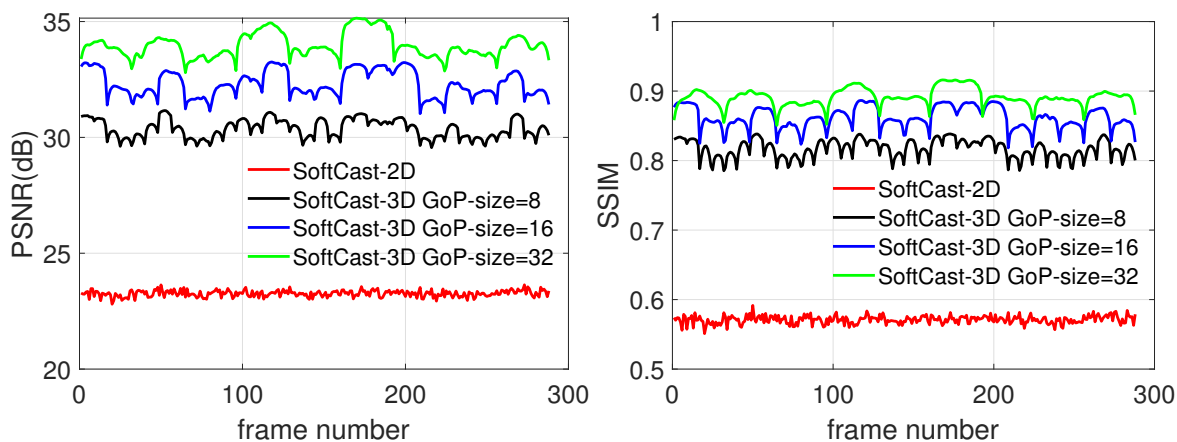 35
30
25
20
PSNR(dB)
SoftCast-2D
SoftCast-3D GoP-size=8
SoftCast-3D GoP-size=16
SoftCast-3D GoP-size=32
0
100
200
300
frame number
1
0.9
0.8
0.7
0.6
0.5
SSIM
SoftCast-2D
SoftCast-3D GoP-size=8
SoftCast-3D GoP-size=16
SoftCast-3D GoP-size=32
0
100
200
300
frame number